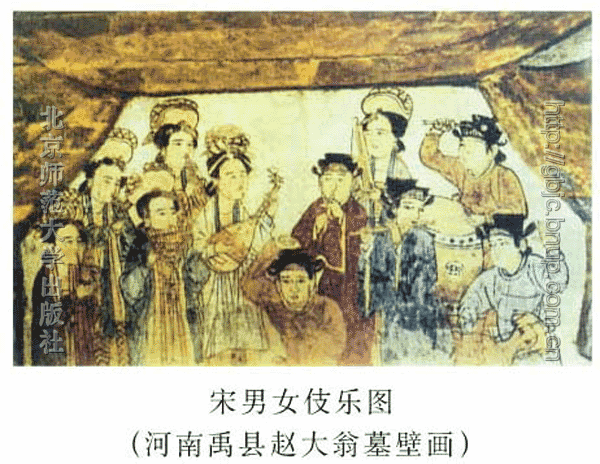 北京师范大学出版社
http://gbjc.bnup.com.cn
宋男女伎乐图
(河南禹县赵大翁墓壁画)